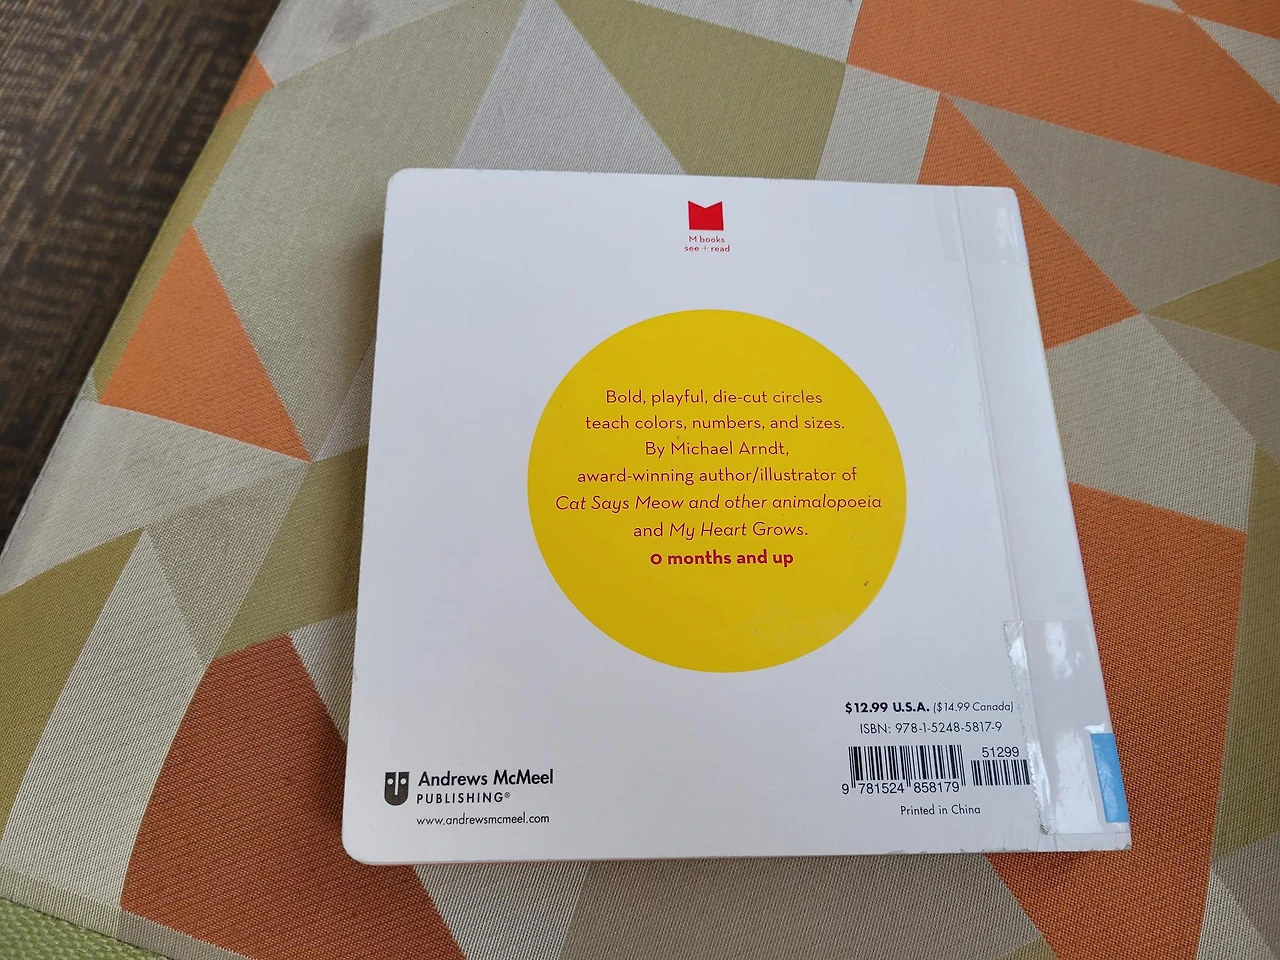 M books
see + read
Bold, playful, die-cut circles
teach colors, numbers, and sizes.
By Michael Arndt,
award-winning author/illustrator of
Cat Says Meow and other animalopoeia
and My Heart Grows.
0 months and up
$12.99 U.S.A. ($14.99 Canada)
ISBN: 978-1-5248-5817-9
51299
9 781524 858179
Printed in China
Andrews McMeel
PUBLISHING®
www.andrewsmcmeel.com